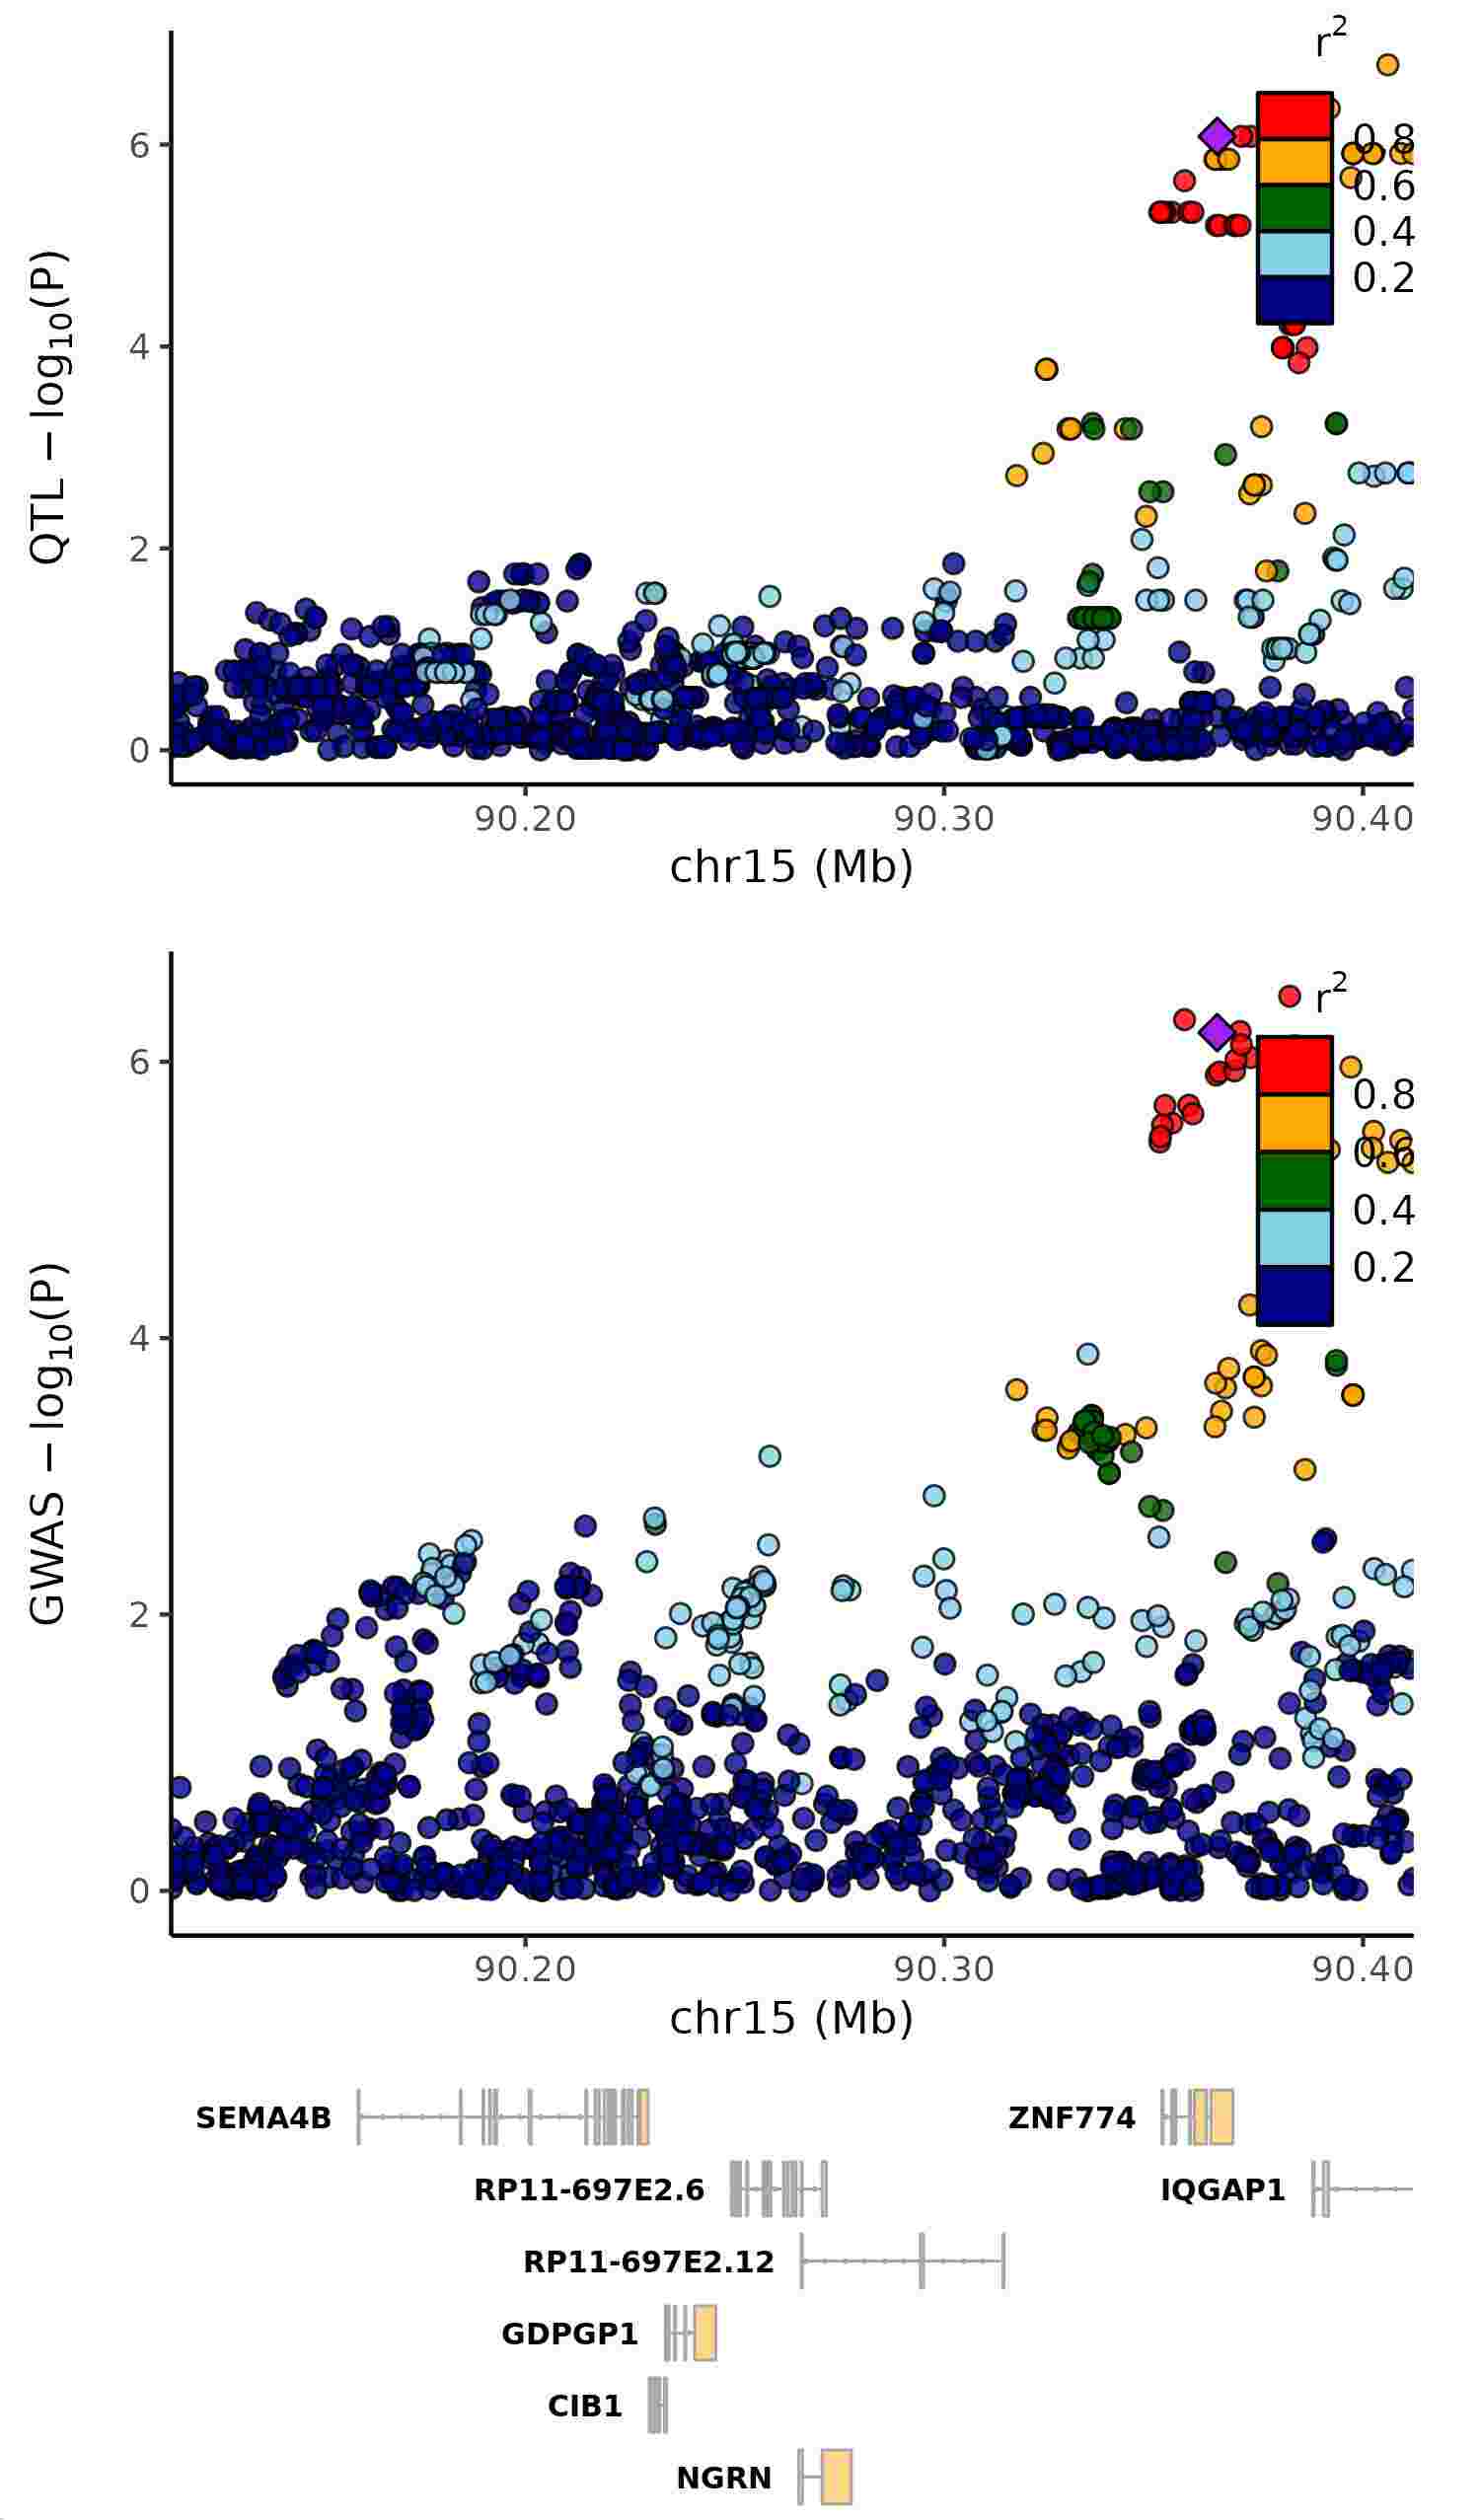 r²
6
4
2
0
QTL − log₁₀(P)
0.8
0.6
0.4
0.2
90.20 90.30 90.40
chr15 (Mb)
r²
6
4
2
0
GWAS − log₁₀(P)
0.8
0.4
0.2
90.20 90.30 90.40
chr15 (Mb)
SEMA4B ZNF774
RP11-697E2.6 IQGAP1
RP11-697E2.12
GDPGP1
CIB1
NGRN